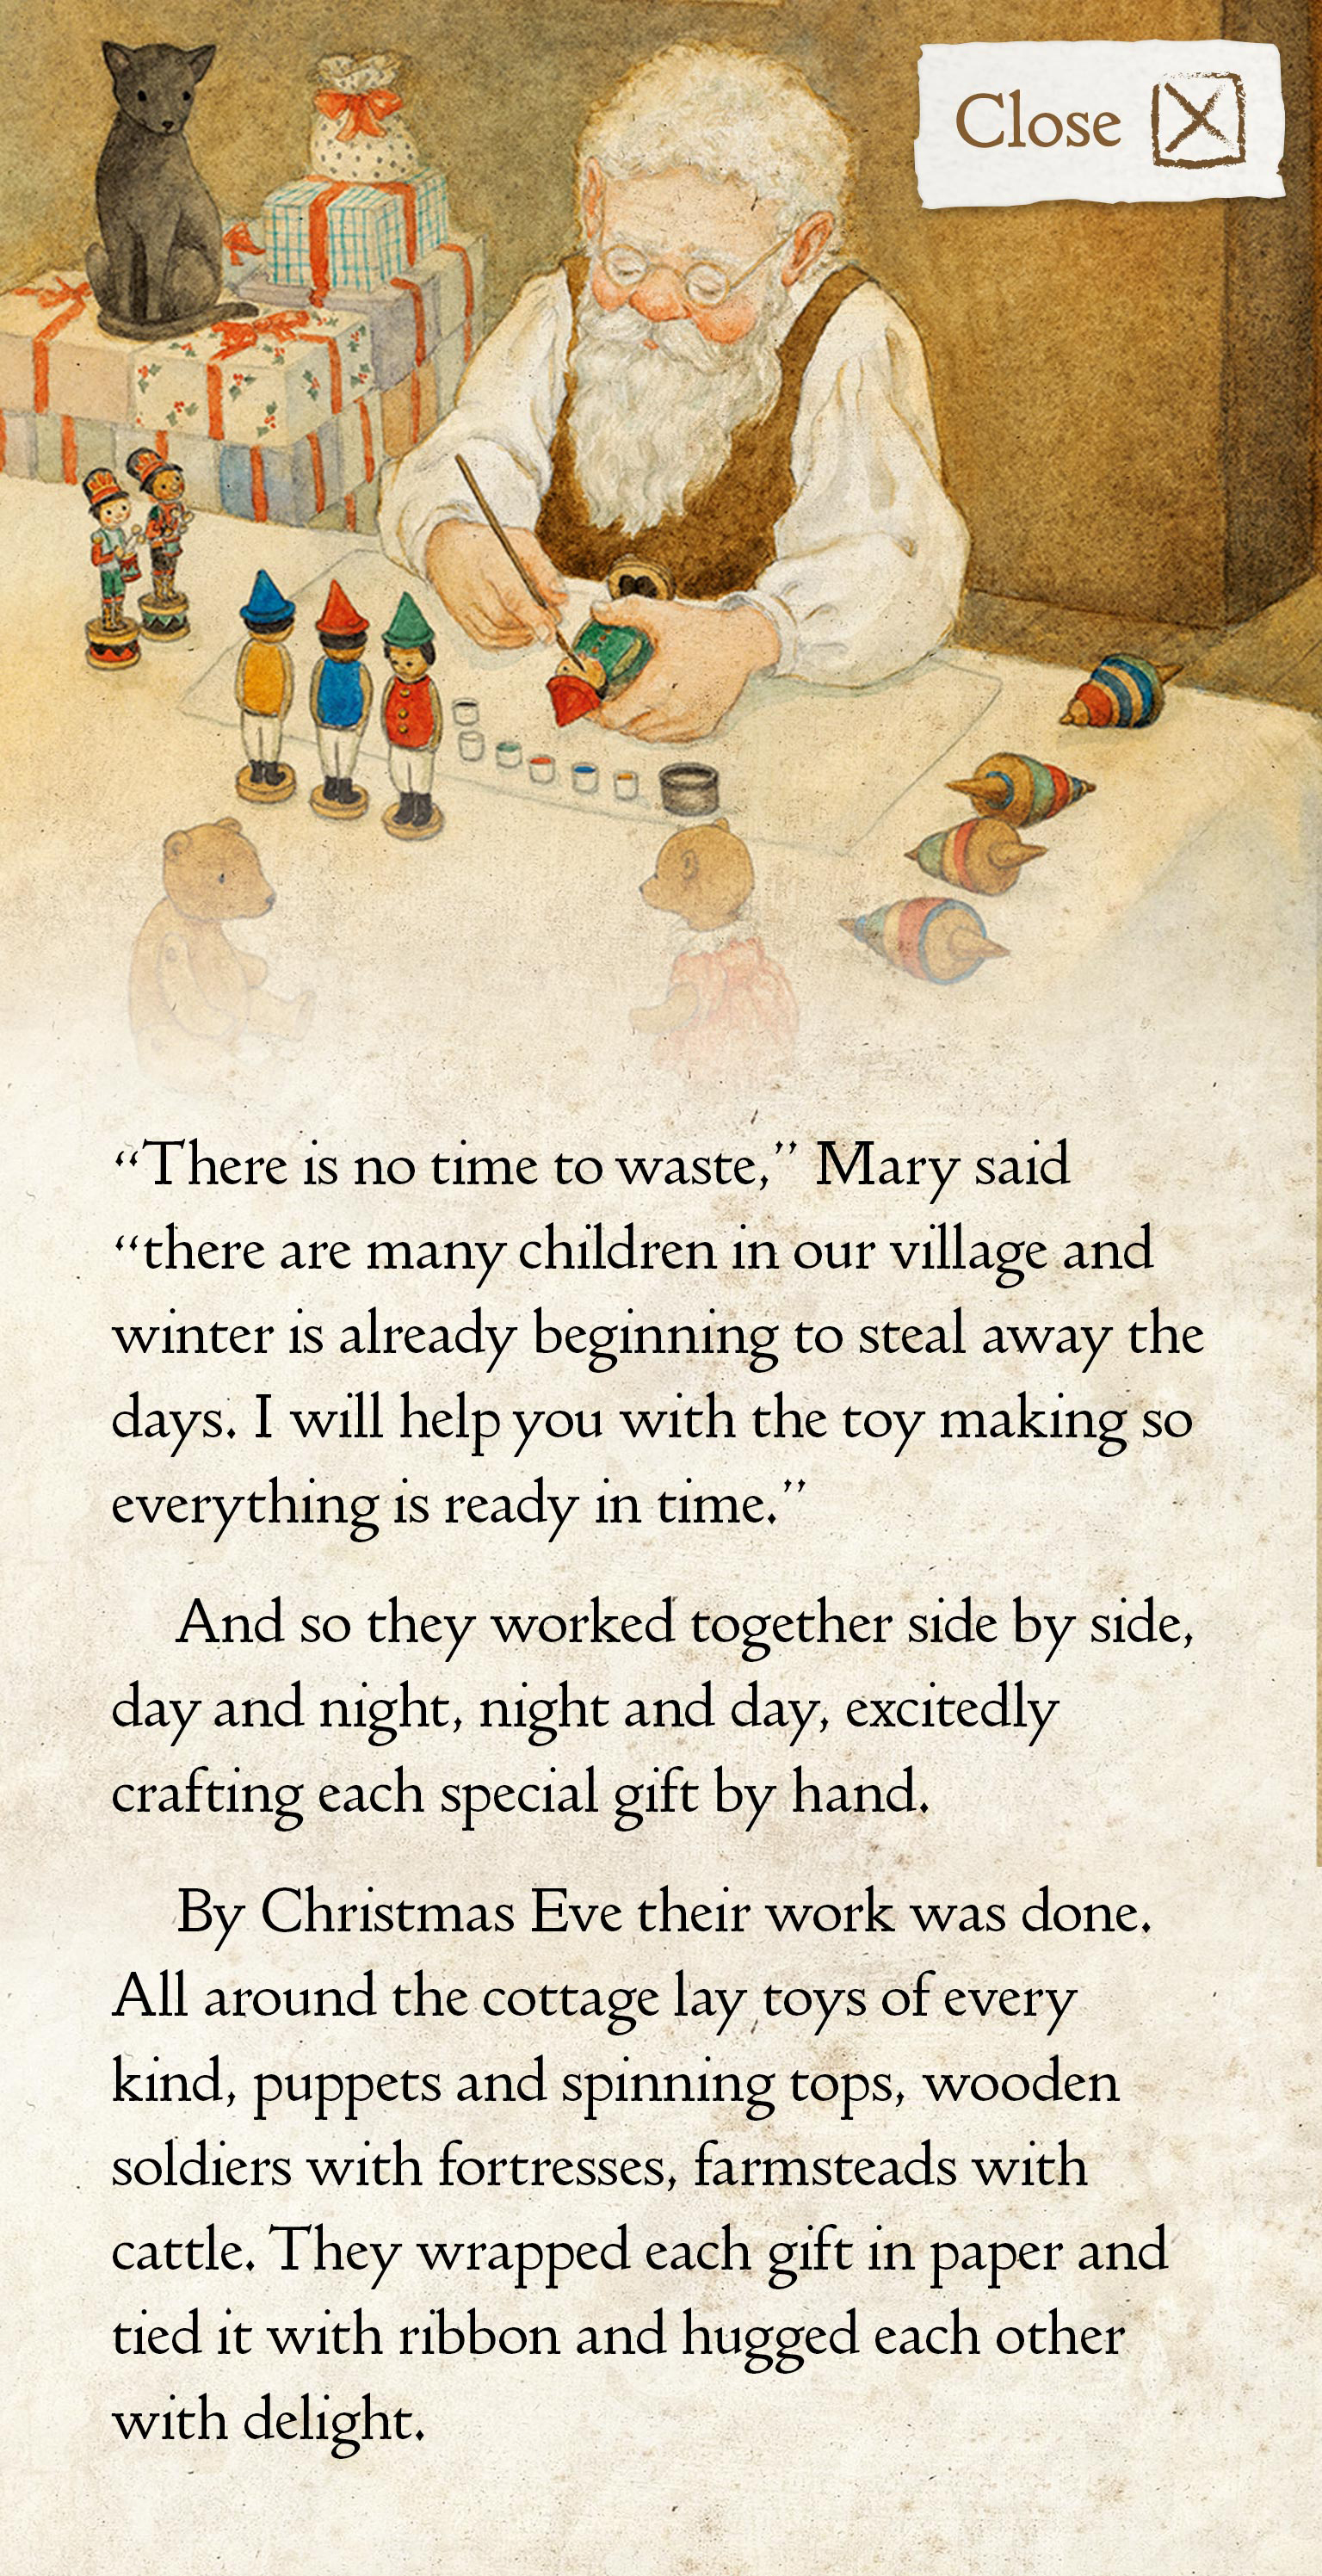 Close
“There is no time to waste,” Mary said
“there are many children in our village and
winter is already beginning to steal away the
days. I will help you with the toy making so
everything is ready in time.”
And so they worked together side by side,
day and night, night and day, excitedly
crafting each special gift by hand.
By Christmas Eve their work was done.
All around the cottage lay toys of every
kind, puppets and spinning tops, wooden
soldiers with fortresses, farmsteads with
cattle. They wrapped each gift in paper and
tied it with ribbon and hugged each other
with delight.